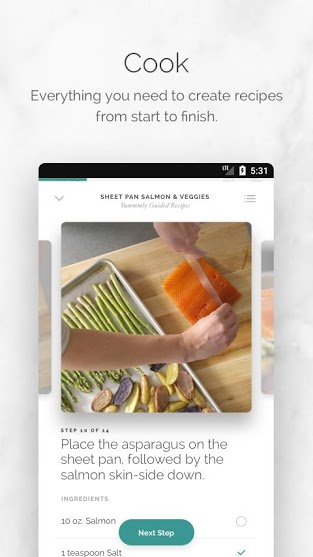 Cook
Everything you need to create recipes
from start to finish.
LTE 5:31
SHEET PAN SALMON & VEGGIES
Yummly Guided Recipes
STEP 10 OF 14
Place the asparagus on the
sheet pan, followed by the
salmon skin-side down.
INGREDIENTS
10 oz. Salmon
Next Step
1 teaspoon Salt